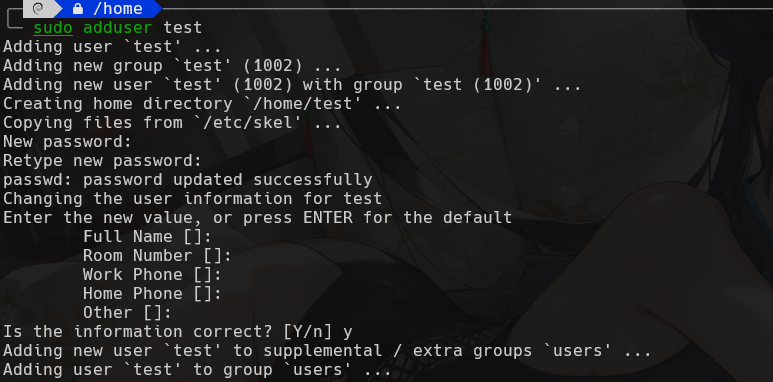 /home
sudo adduser test
Adding user `test' ...
Adding new group `test' (1002) ...
Adding new user `test' (1002) with group `test (1002)' ...
Creating home directory `/home/test' ...
Copying files from `/etc/skel' ...
New password:
Retype new password:
passwd: password updated successfully
Changing the user information for test
Enter the new value, or press ENTER for the default
Full Name []:
Room Number []:
Work Phone []:
Home Phone []:
Other []:
Is the information correct? [Y/n] y
Adding new user `test' to supplemental / extra groups `users' ...
Adding user `test' to group `users' ...